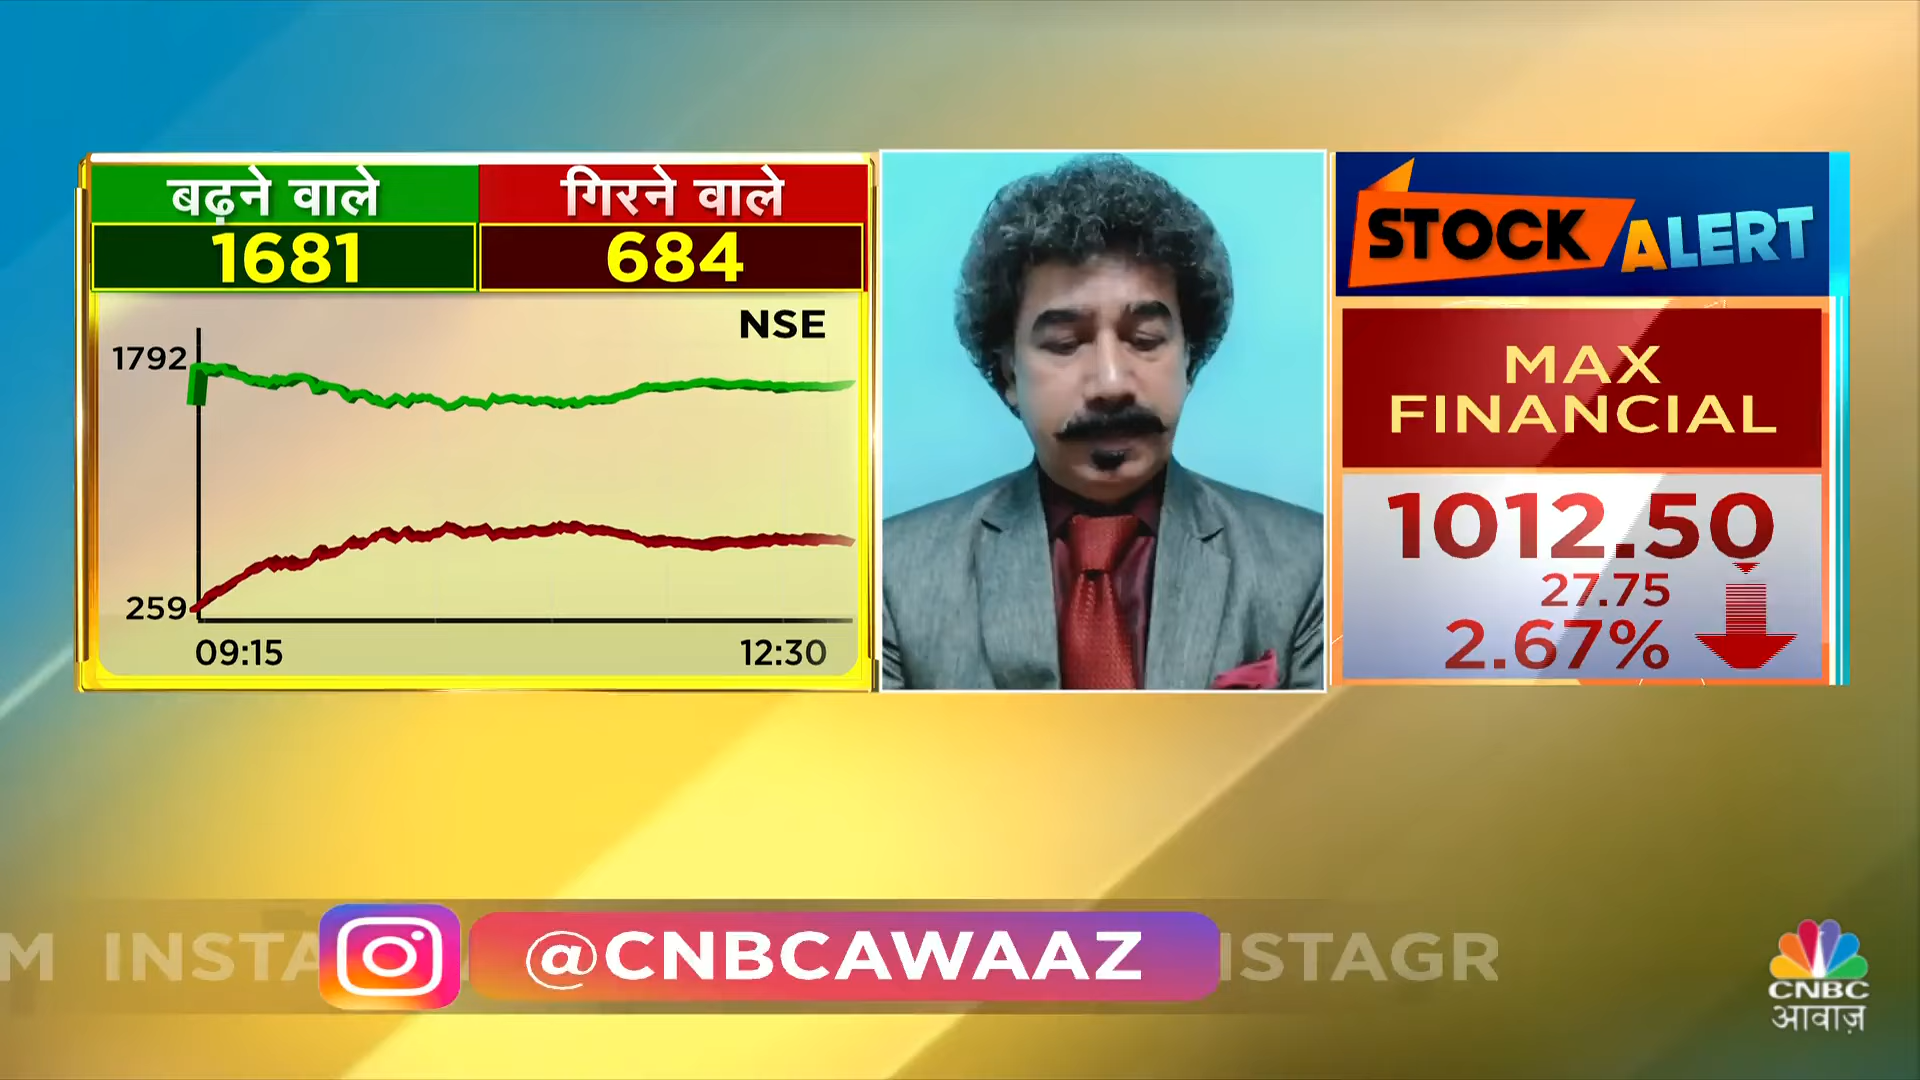 बढ़ने वाले
गिरने वाले
1681
684
NSE
1792
259
09:15
12:30
STOCK ALERT
MAX
FINANCIAL
1012.50
27.75
2.67%
M INSTA
@CNBCAWAAZ
STAGR
CNBC
आवाज़